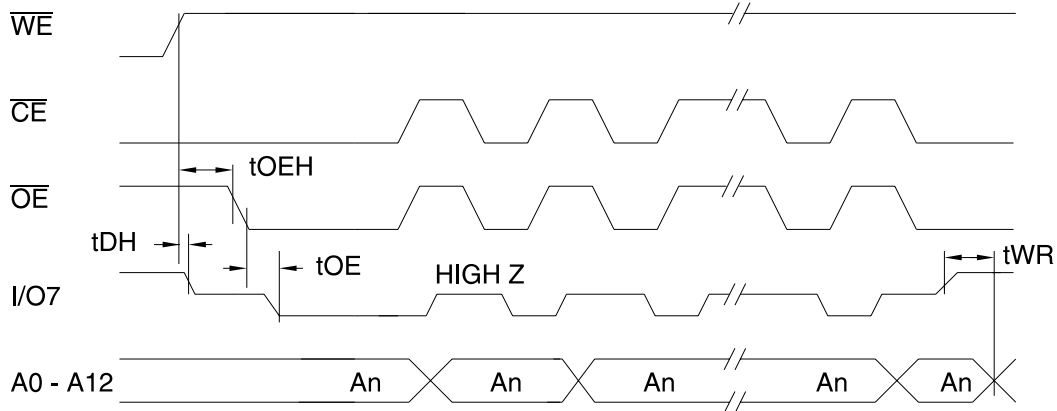 WE
CE
tOEH
OE
tDH
tOE
HIGH Z
tWR
I/O7
A0 - A12
An An An An An